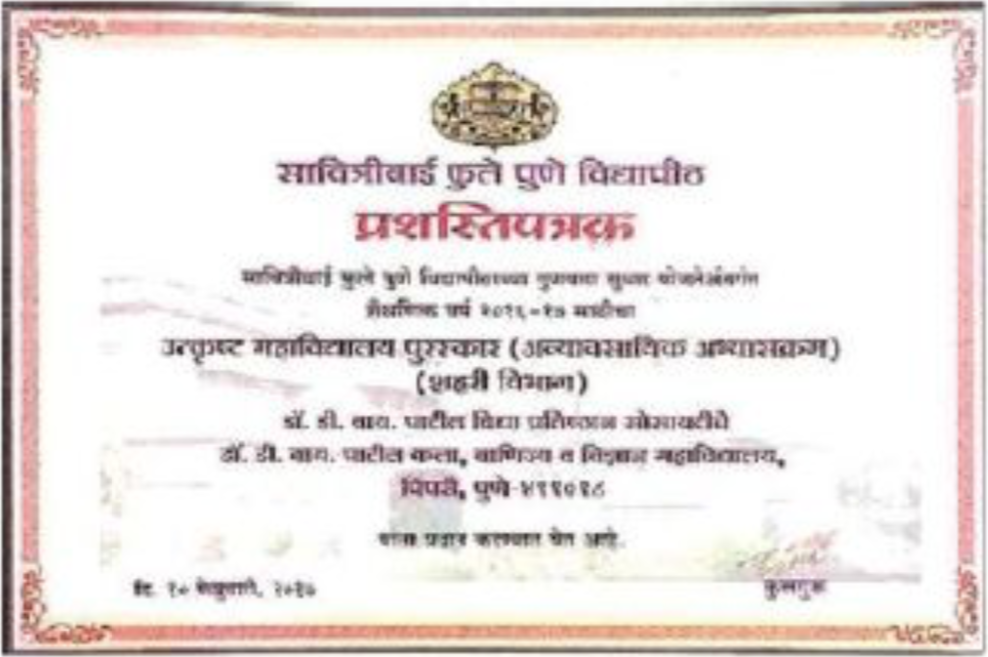 सावित्रीबाई फुले पुणे विद्यापीठ
प्रशस्तिपत्रक
सावित्रीबाई फुले पुणे विद्यापीठाच्या गुणवत्ता सुधार योजनेअंतर्गत
शैक्षणिक वर्ष २०१६-१७ साठीचा
उत्कृष्ट महाविद्यालय पुरस्कार (अव्यावसायिक अभ्यासक्रम)
(शहरी विभाग)
डॉ. डी. वाय. पाटील विद्या प्रतिष्ठान सोसायटीचे
डॉ. डी. वाय. पाटील कला, वाणिज्य व विज्ञान महाविद्यालय,
पिंपरी, पुणे-४११०१८
यांना प्रदान करण्यात येत आहे.
दि. १० फेब्रुवारी, २०१७
कुलगुरू